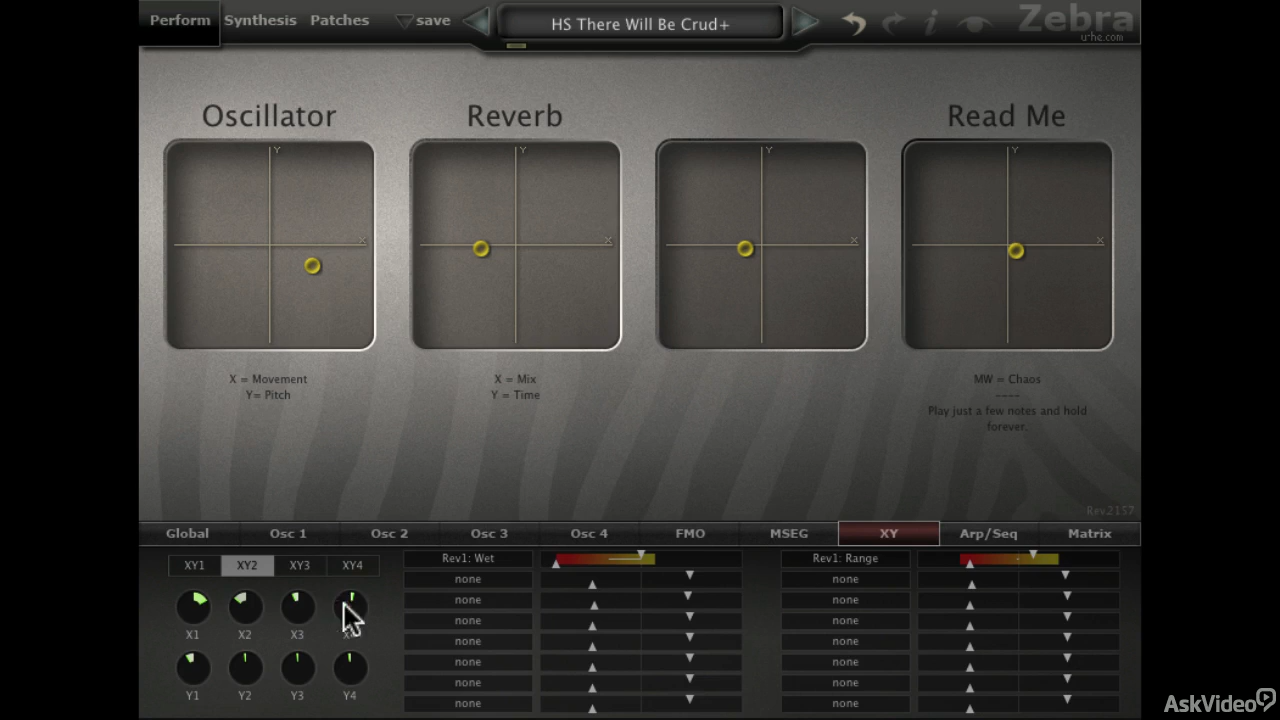 Perform Synthesis Patches save HS There Will Be Crud+ i Zebra
u-he.com
Oscillator Reverb Read Me
Y Y Y Y
X X X X
X = Movement X = Mix MW = Chaos
Y= Pitch Y = Time ----
Play just a few notes and hold
forever.
Rev2157
Global Osc 1 Osc 2 Osc 3 Osc 4 FMO MSEG XY Arp/Seq Matrix
Rev1: Wet Rev1: Range
XY1 XY2 XY3 XY4
none none
none none
none none
X1 X2 X3
none none
none none
none none
Y1 Y2 Y3 Y4
none none
AskVideo